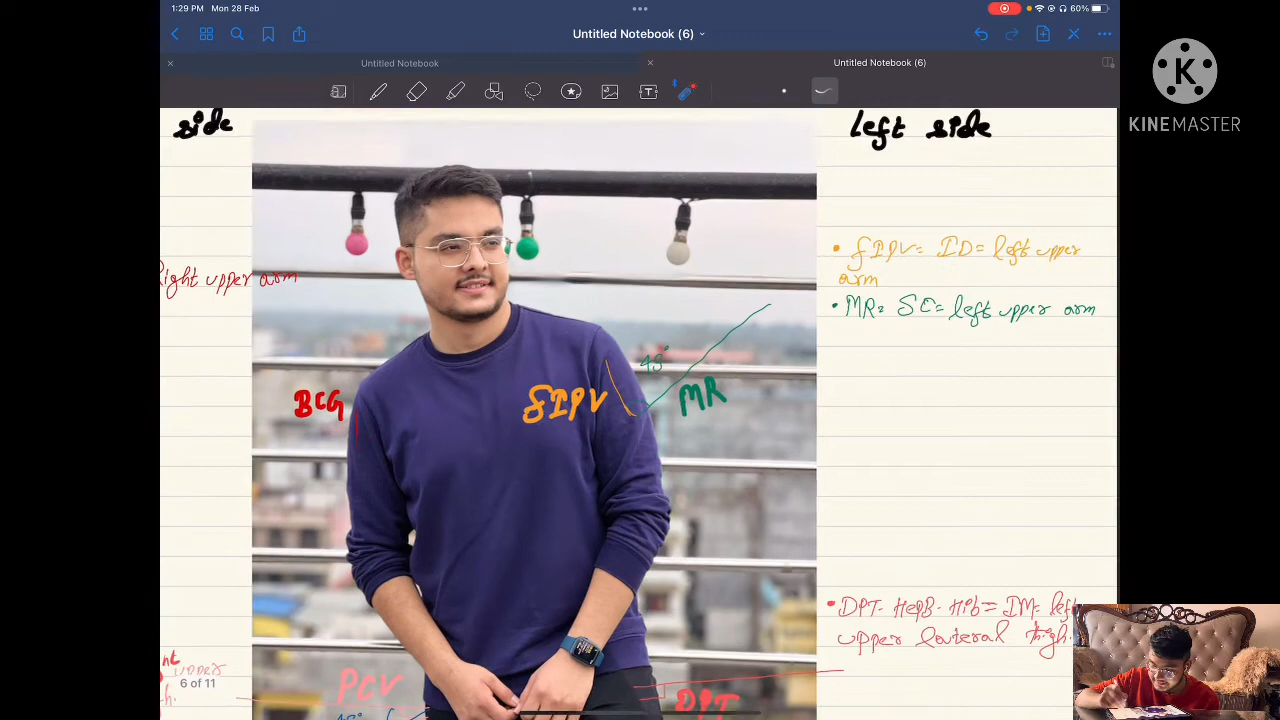 1:29 PM Mon 28 Feb
60%
Untitled Notebook (6)
Untitled Notebook
Untitled Notebook (6)
K
KINEMASTER
side
left side
Right upper arm
• fIPV= ID= left upper
arm
• MR= SC= left upper arm
45°
BCG
fIPV
MR
• DPT- HepB- Hib= IM= left
upper lateral thigh.
upper
6 of 11
PCV
DPT